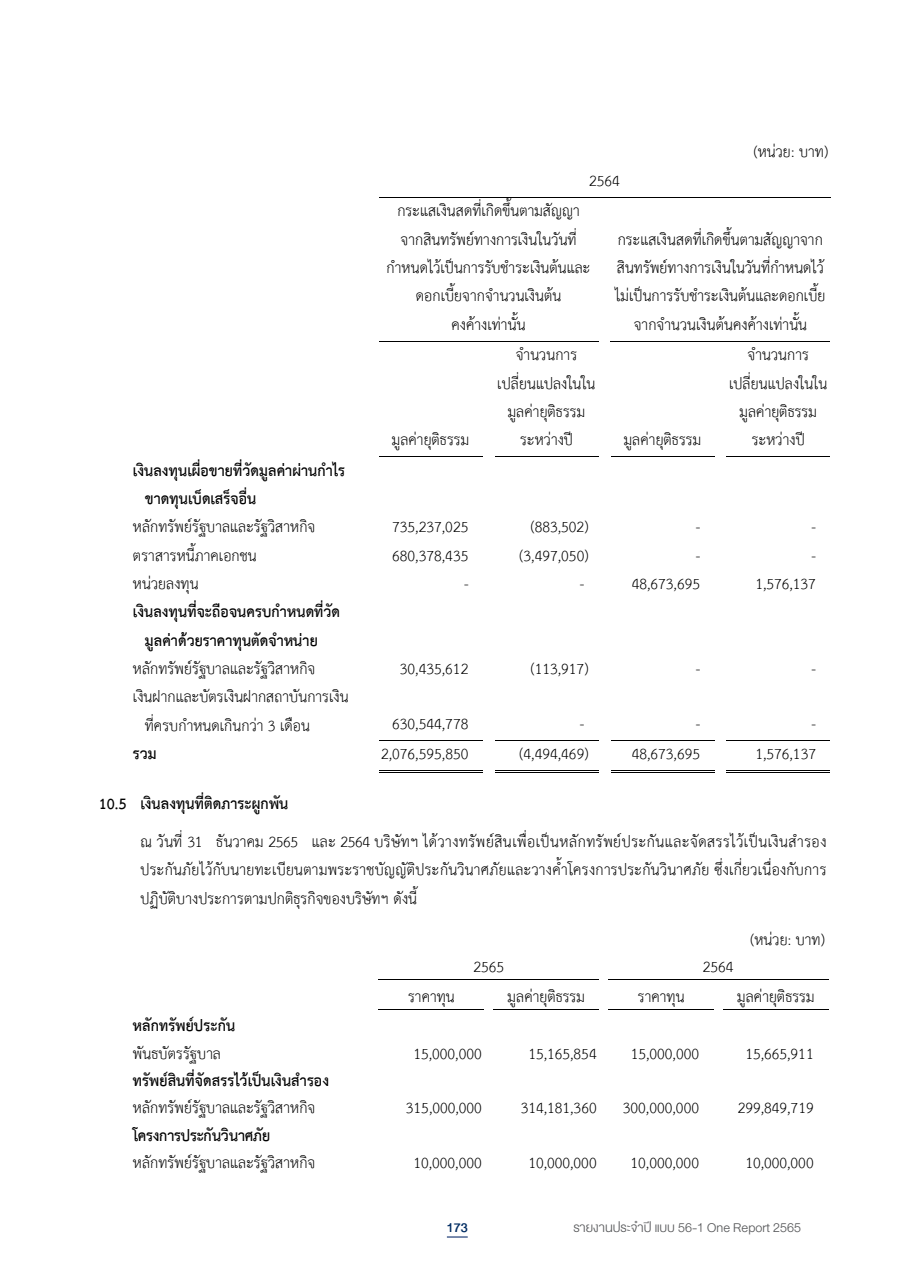 (หน่วย: บาท)
2564
กระแสเงินสดที่เกิดขึ้นตามสัญญา
จากสินทรัพย์ทางการเงินในวันที่ กระแสเงินสดที่เกิดขึ้นตามสัญญาจาก
กำหนดไว้เป็นการรับชำระเงินต้นและ สินทรัพย์ทางการเงินในวันที่กำหนดไว้
ดอกเบี้ยจากจำนวนเงินต้น ไม่เป็นการรับชำระเงินต้นและดอกเบี้ย
คงค้างเท่านั้น จากจำนวนเงินต้นคงค้างเท่านั้น
จำนวนการ จำนวนการ
เปลี่ยนแปลงในใน เปลี่ยนแปลงในใน
มูลค่ายุติธรรม มูลค่ายุติธรรม
มูลค่ายุติธรรม ระหว่างปี มูลค่ายุติธรรม ระหว่างปี
เงินลงทุนเผื่อขายที่วัดมูลค่าผ่านกำไร
ขาดทุนเบ็ดเสร็จอื่น
หลักทรัพย์รัฐบาลและรัฐวิสาหกิจ 735,237,025 (883,502) - -
ตราสารหนี้ภาคเอกชน 680,378,435 (3,497,050) - -
หน่วยลงทุน - - 48,673,695 1,576,137
เงินลงทุนที่จะถือจนครบกำหนดที่วัด
มูลค่าด้วยราคาทุนตัดจำหน่าย
หลักทรัพย์รัฐบาลและรัฐวิสาหกิจ 30,435,612 (113,917) - -
เงินฝากและบัตรเงินฝากสถาบันการเงิน
ที่ครบกำหนดเกินกว่า 3 เดือน 630,544,778 - - -
รวม 2,076,595,850 (4,494,469) 48,673,695 1,576,137
10.5 เงินลงทุนที่ติดภาระผูกพัน
ณ วันที่ 31 ธันวาคม 2565 และ 2564 บริษัทฯ ได้วางทรัพย์สินเพื่อเป็นหลักทรัพย์ประกันและจัดสรรไว้เป็นเงินสำรอง
ประกันภัยไว้กับนายทะเบียนตามพระราชบัญญัติประกันวินาศภัยและวางค้ำโครงการประกันวินาศภัย ซึ่งเกี่ยวเนื่องกับการ
ปฏิบัติบางประการตามปกติธุรกิจของบริษัทฯ ดังนี้
(หน่วย: บาท)
2565 2564
ราคาทุน มูลค่ายุติธรรม ราคาทุน มูลค่ายุติธรรม
หลักทรัพย์ประกัน
พันธบัตรรัฐบาล 15,000,000 15,165,854 15,000,000 15,665,911
ทรัพย์สินที่จัดสรรไว้เป็นเงินสำรอง
หลักทรัพย์รัฐบาลและรัฐวิสาหกิจ 315,000,000 314,181,360 300,000,000 299,849,719
โครงการประกันวินาศภัย
หลักทรัพย์รัฐบาลและรัฐวิสาหกิจ 10,000,000 10,000,000 10,000,000 10,000,000
173 รายงานประจำปี แบบ 56-1 One Report 2565